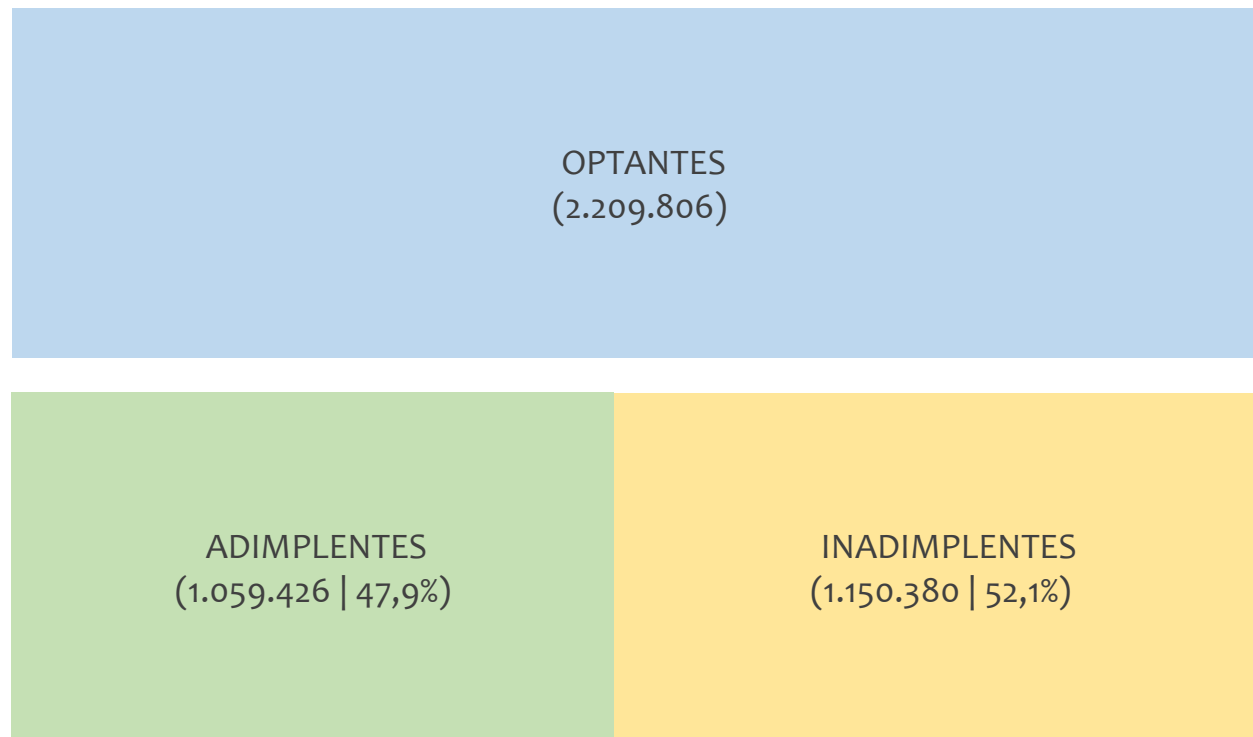 OPTANTES
(2.209.806)
ADIMPLENTES
(1.059.426 | 47,9%)
INADIMPLENTES
(1.150.380 | 52,1%)